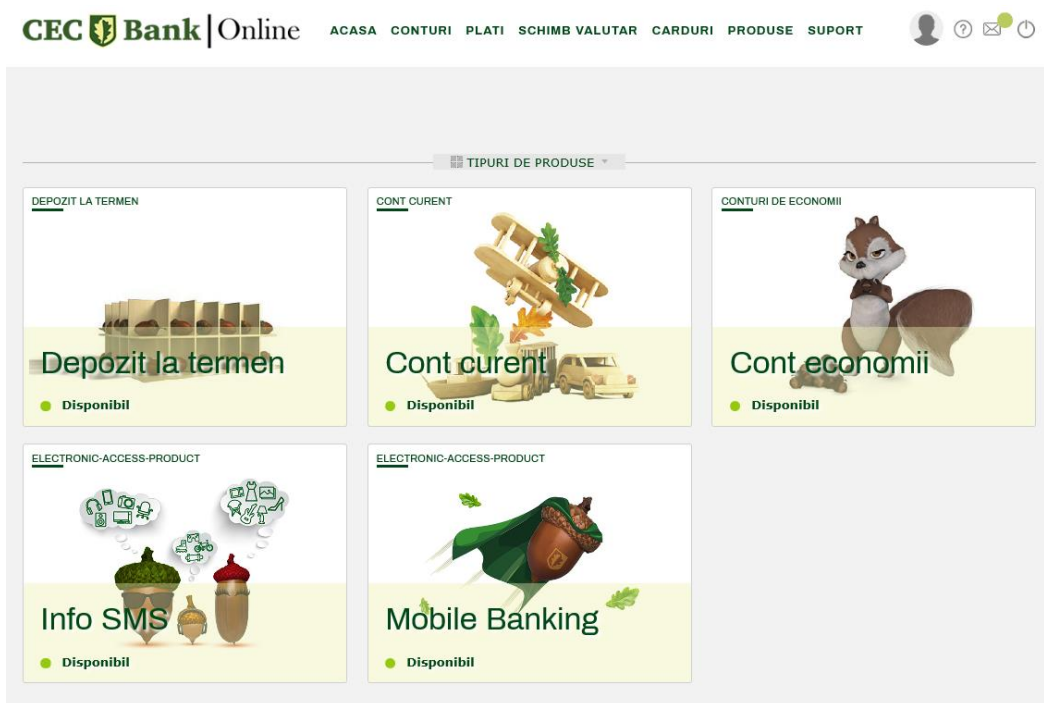 CEC Bank Online
ACASA CONTURI PLATI SCHIMB VALUTAR CARDURI PRODUSE SUPORT
?
TIPURI DE PRODUSE
DEPOZIT LA TERMEN
Depozit la termen
Disponibil
CONT CURENT
Cont curent
Disponibil
CONTURI DE ECONOMII
Cont economii
Disponibil
ELECTRONIC-ACCESS-PRODUCT
Info SMS
Disponibil
ELECTRONIC-ACCESS-PRODUCT
Mobile Banking
Disponibil